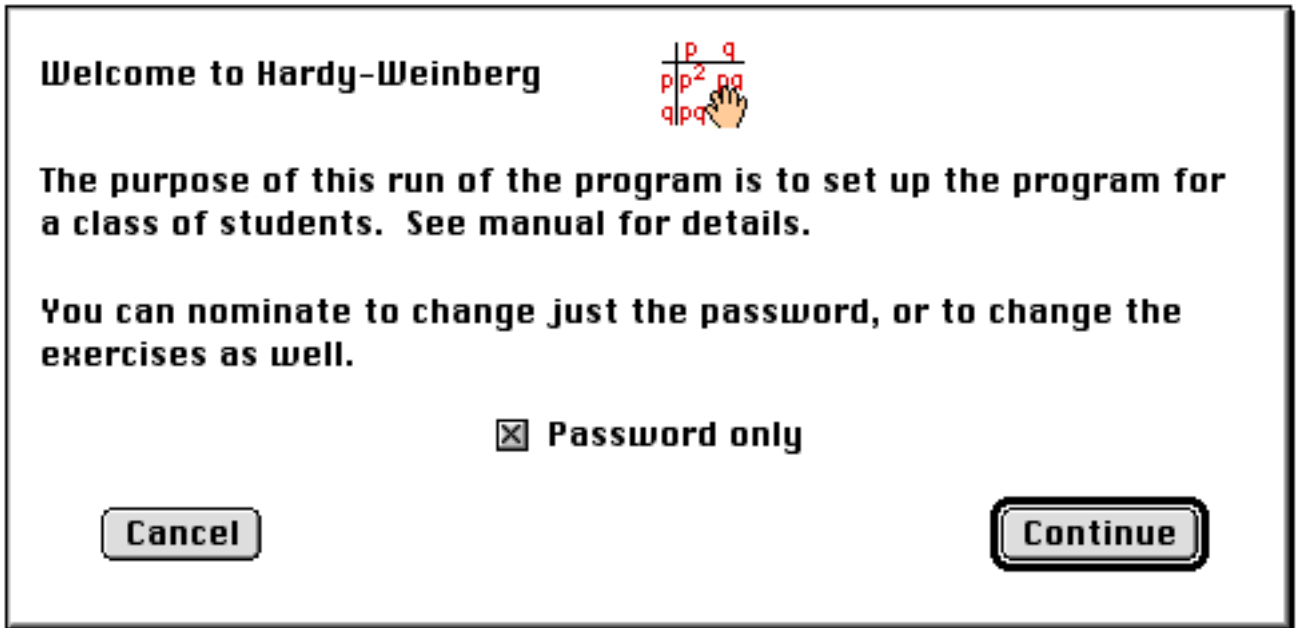 Welcome to Hardy-Weinberg
p q
p p² pq
q pq
The purpose of this run of the program is to set up the program for
a class of students. See manual for details.
You can nominate to change just the password, or to change the
exercises as well.
Password only
Cancel
Continue